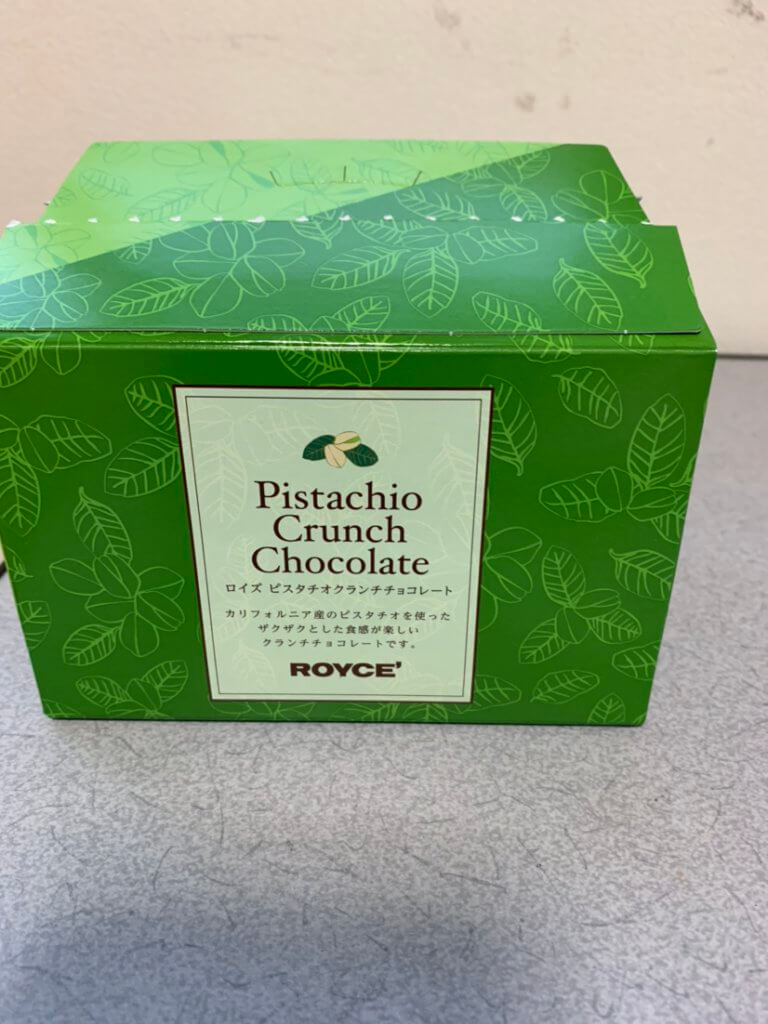 Pistachio
Crunch
Chocolate
ロイズ ピスタチオクランチチョコレート
カリフォルニア産のピスタチオを使った
ザクザクとした食感が楽しい
クランチチョコレートです。
ROYCE'